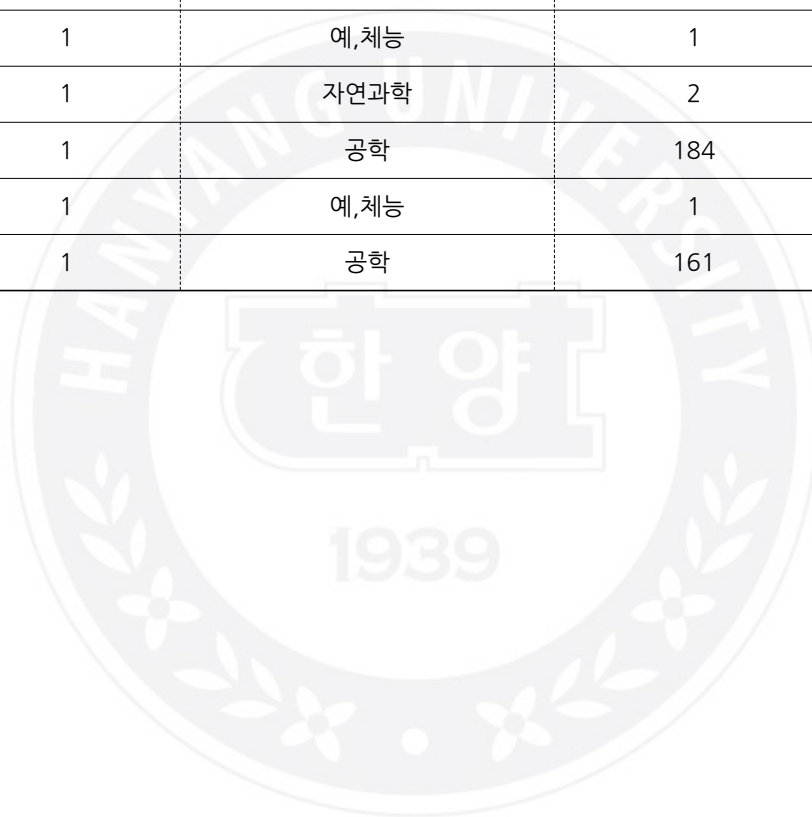 1 예,체능 1
1 자연과학 2
1 공학 184
1 예,체능 1
1 공학 161
HANYANG UNIVERSITY
한양
1939